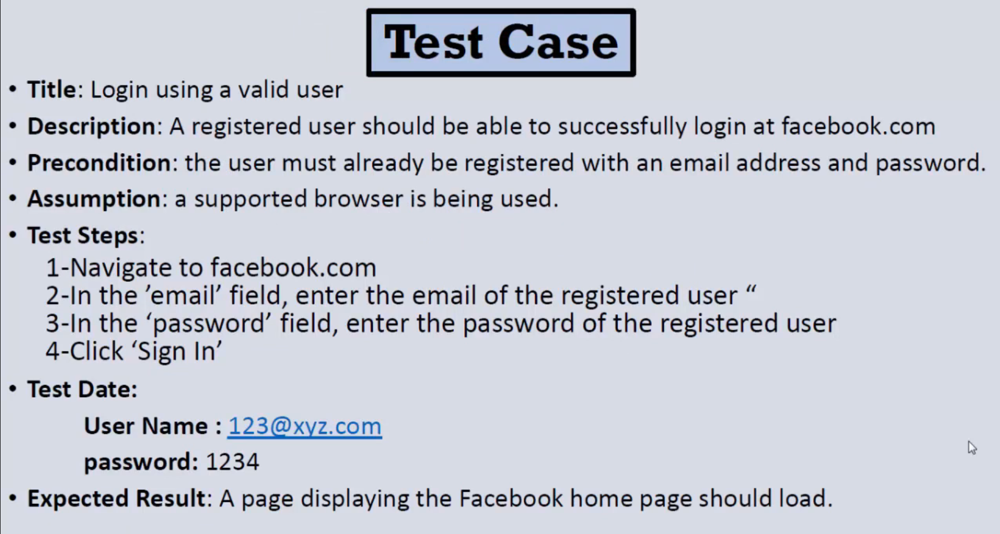 Test Case
• Title: Login using a valid user
• Description: A registered user should be able to successfully login at facebook.com
• Precondition: the user must already be registered with an email address and password.
• Assumption: a supported browser is being used.
• Test Steps:
1-Navigate to facebook.com
2-In the ’email’ field, enter the email of the registered user “
3-In the ‘password’ field, enter the password of the registered user
4-Click ‘Sign In’
• Test Date:
User Name : 123@xyz.com
password: 1234
• Expected Result: A page displaying the Facebook home page should load.